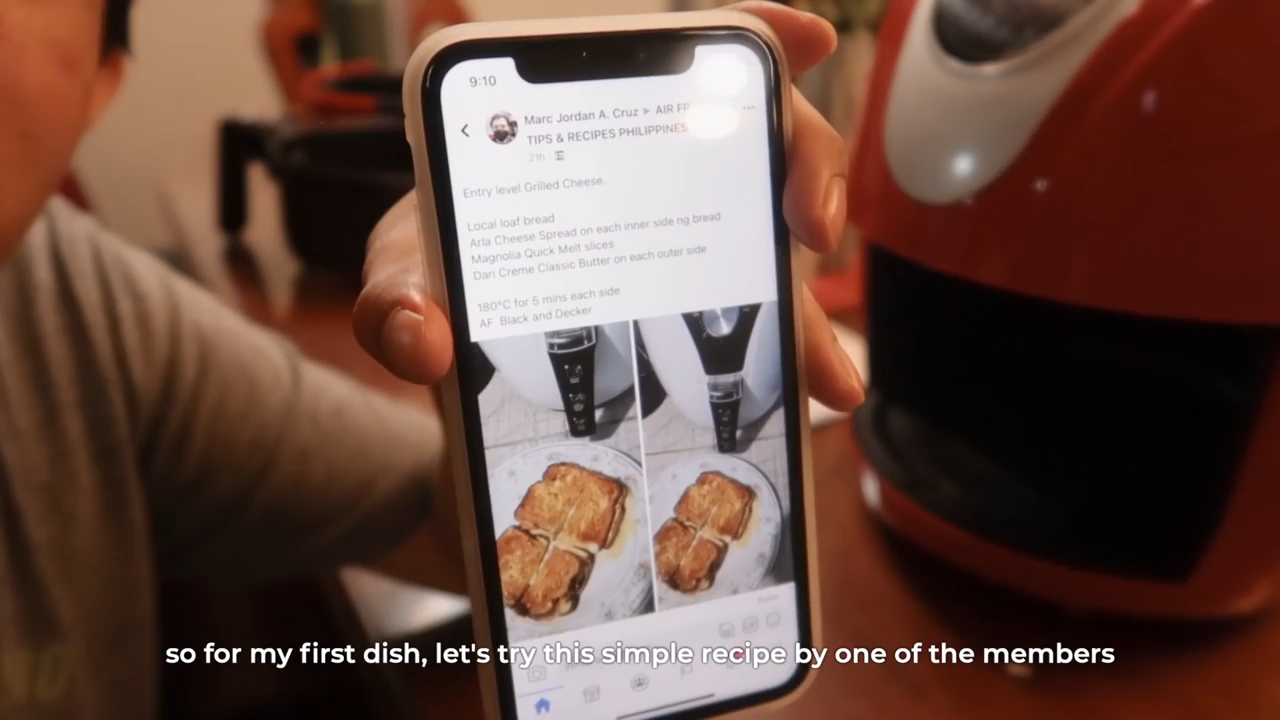 9:10
Marc Jordan A. Cruz ▸ AIR
TIPS & RECIPES PHILIPPINES
21h ·
Entry level Grilled Cheese.
Local loaf bread
Arla Cheese Spread on each inner side ng bread
Magnolia Quick Melt slices
Dari Creme Classic Butter on each outer side
180°C for 5 mins each side
AF Black and Decker
so for my first dish, let's try this simple recipe by one of the members